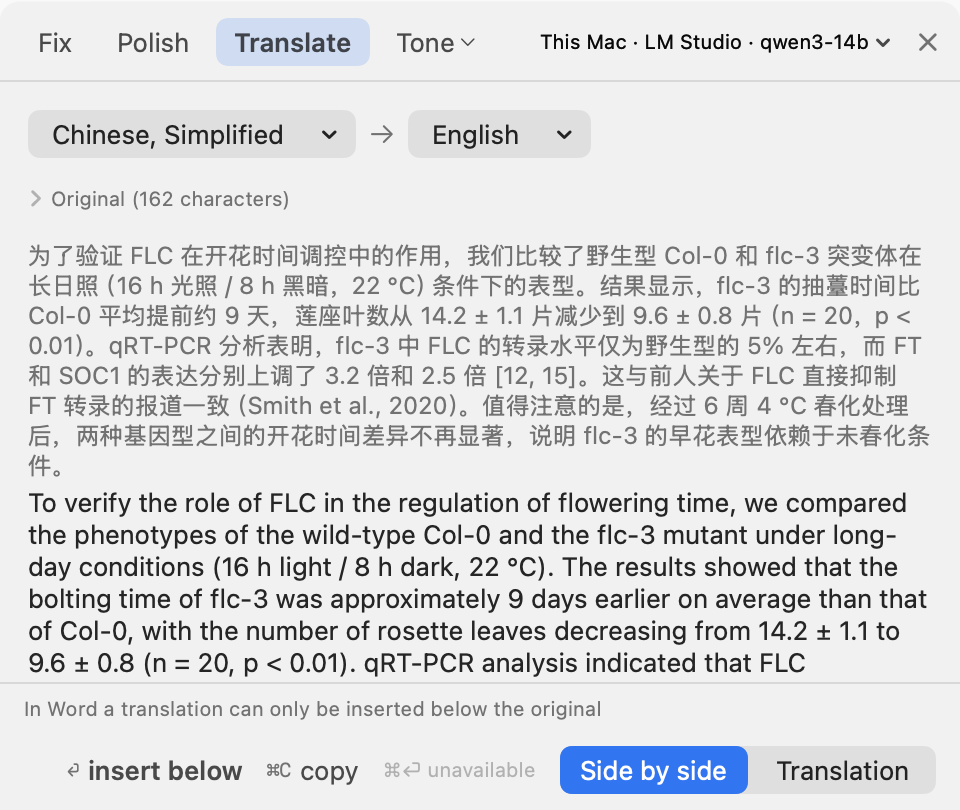 Fix Polish Translate Tone This Mac · LM Studio · qwen3-14b
Chinese, Simplified → English
Original (162 characters)
为了验证 FLC 在开花时间调控中的作用，我们比较了野生型 Col-0 和 flc-3 突变体在
长日照 (16 h 光照 / 8 h 黑暗，22 °C) 条件下的表型。结果显示，flc-3 的抽薹时间比
Col-0 平均提前约 9 天，莲座叶数从 14.2 ± 1.1 片减少到 9.6 ± 0.8 片 (n = 20，p <
0.01)。qRT-PCR 分析表明，flc-3 中 FLC 的转录水平仅为野生型的 5% 左右，而 FT
和 SOC1 的表达分别上调了 3.2 倍和 2.5 倍 [12, 15]。这与前人关于 FLC 直接抑制
FT 转录的报道一致 (Smith et al., 2020)。值得注意的是，经过 6 周 4 °C 春化处理
后，两种基因型之间的开花时间差异不再显著，说明 flc-3 的早花表型依赖于未春化条
件。
To verify the role of FLC in the regulation of flowering time, we compared
the phenotypes of the wild-type Col-0 and the flc-3 mutant under long-
day conditions (16 h light / 8 h dark, 22 °C). The results showed that the
bolting time of flc-3 was approximately 9 days earlier on average than that
of Col-0, with the number of rosette leaves decreasing from 14.2 ± 1.1 to
9.6 ± 0.8 (n = 20, p < 0.01). qRT-PCR analysis indicated that FLC
In Word a translation can only be inserted below the original
⏎ insert below ⌘C copy ⌘⏎ unavailable Side by side Translation